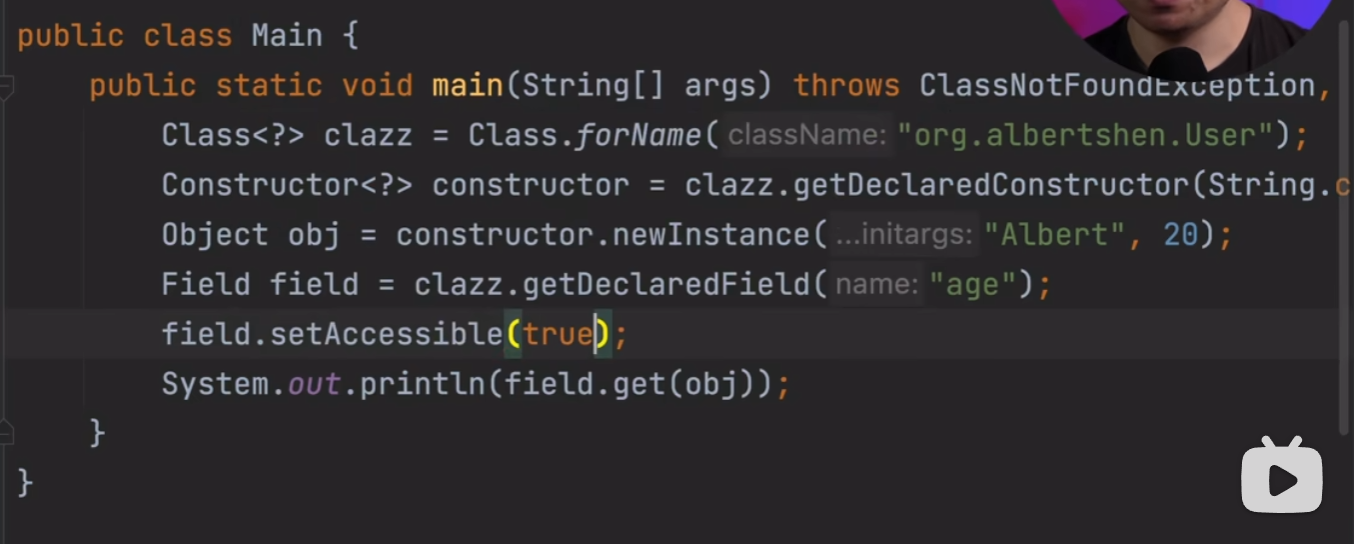 public class Main {
public static void main(String[] args) throws ClassNotFoundException,
Class<?> clazz = Class.forName( className: "org.albertshen.User");
Constructor<?> constructor = clazz.getDeclaredConstructor(String.c
Object obj = constructor.newInstance( ...initargs: "Albert", 20);
Field field = clazz.getDeclaredField( name: "age");
field.setAccessible(true);
System.out.println(field.get(obj));
}
}